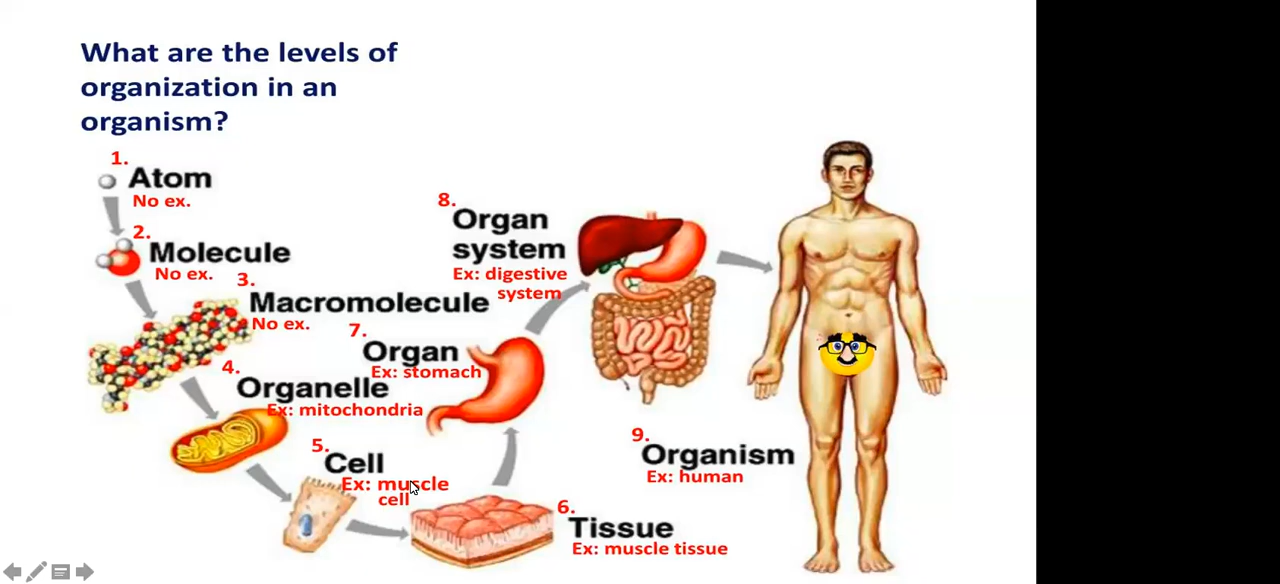 What are the levels of
organization in an
organism?
1.
Atom
No ex.
2.
Molecule
No ex.
3.
Macromolecule
No ex.
4.
Organelle
Ex: mitochondria
5.
Cell
Ex: muscle
cell
6.
Tissue
Ex: muscle tissue
7.
Organ
Ex: stomach
8.
Organ
system
Ex: digestive
system
9.
Organism
Ex: human